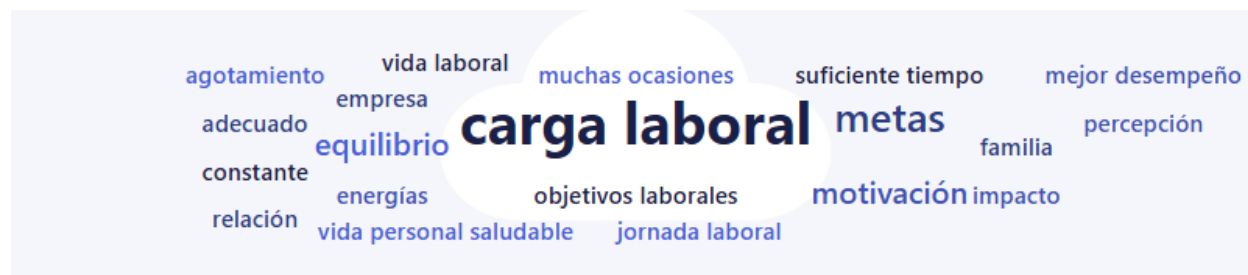 vida laboral
agotamiento
muchas ocasiones
suficiente tiempo
mejor desempeño
empresa
adecuado
carga laboral
metas
percepción
equilibrio
familia
constante
energías
objetivos laborales
motivación
impacto
relación
vida personal saludable
jornada laboral